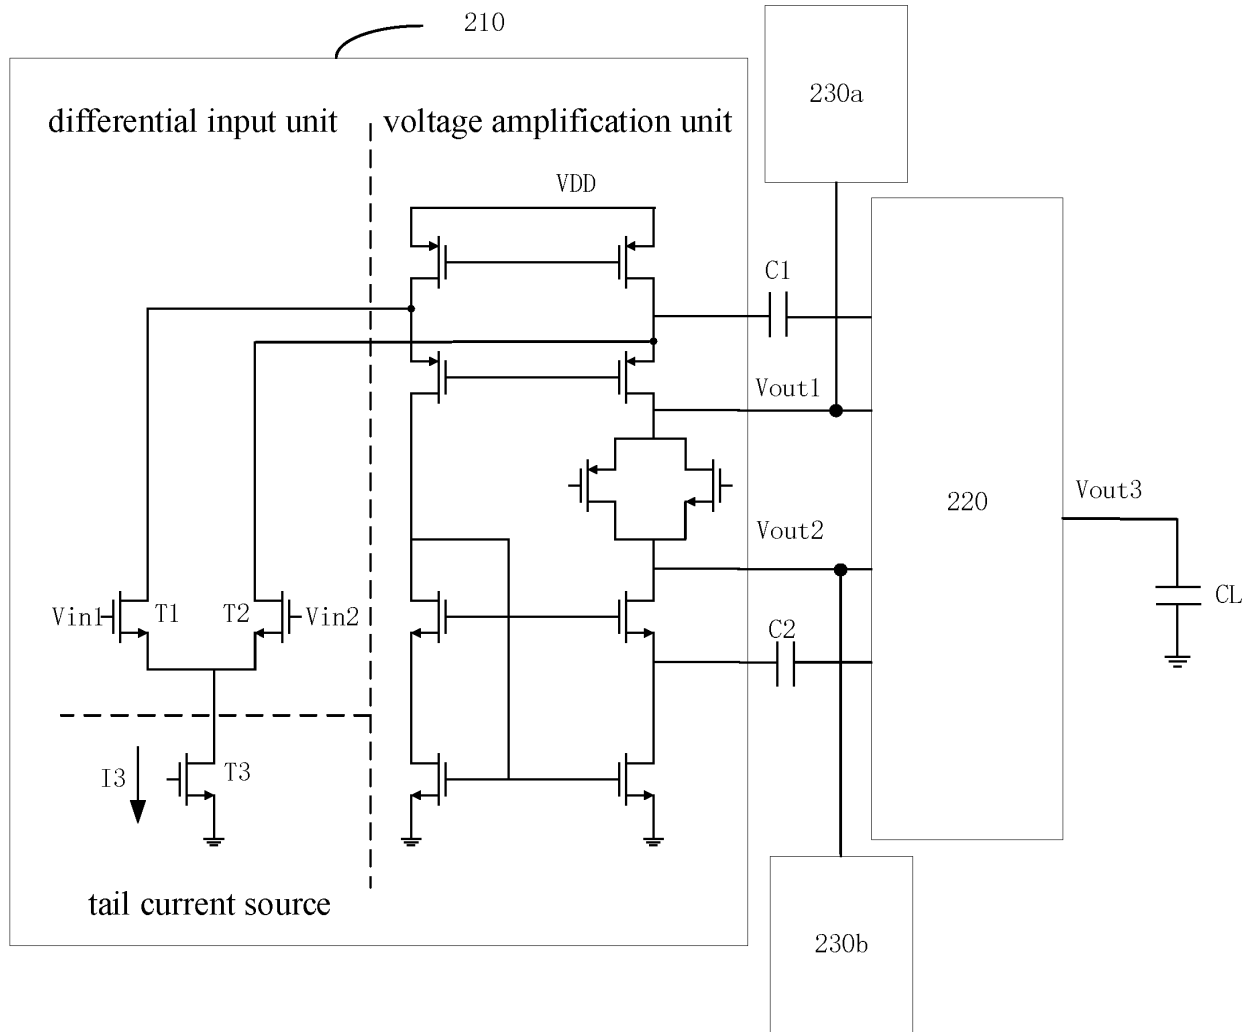 210
230a
differential input unit
voltage amplification unit
VDD
C1
Vout1
Vout3
220
Vout2
CL
Vin1
T1
T2
Vin2
C2
I3
T3
tail current source
230b